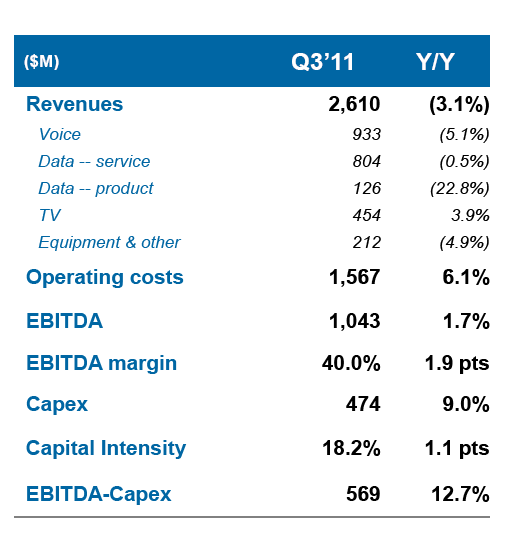 ($M) Q3’11 Y/Y
Revenues 2,610 (3.1%)
Voice 933 (5.1%)
Data -- service 804 (0.5%)
Data -- product 126 (22.8%)
TV 454 3.9%
Equipment & other 212 (4.9%)
Operating costs 1,567 6.1%
EBITDA 1,043 1.7%
EBITDA margin 40.0% 1.9 pts
Capex 474 9.0%
Capital Intensity 18.2% 1.1 pts
EBITDA-Capex 569 12.7%